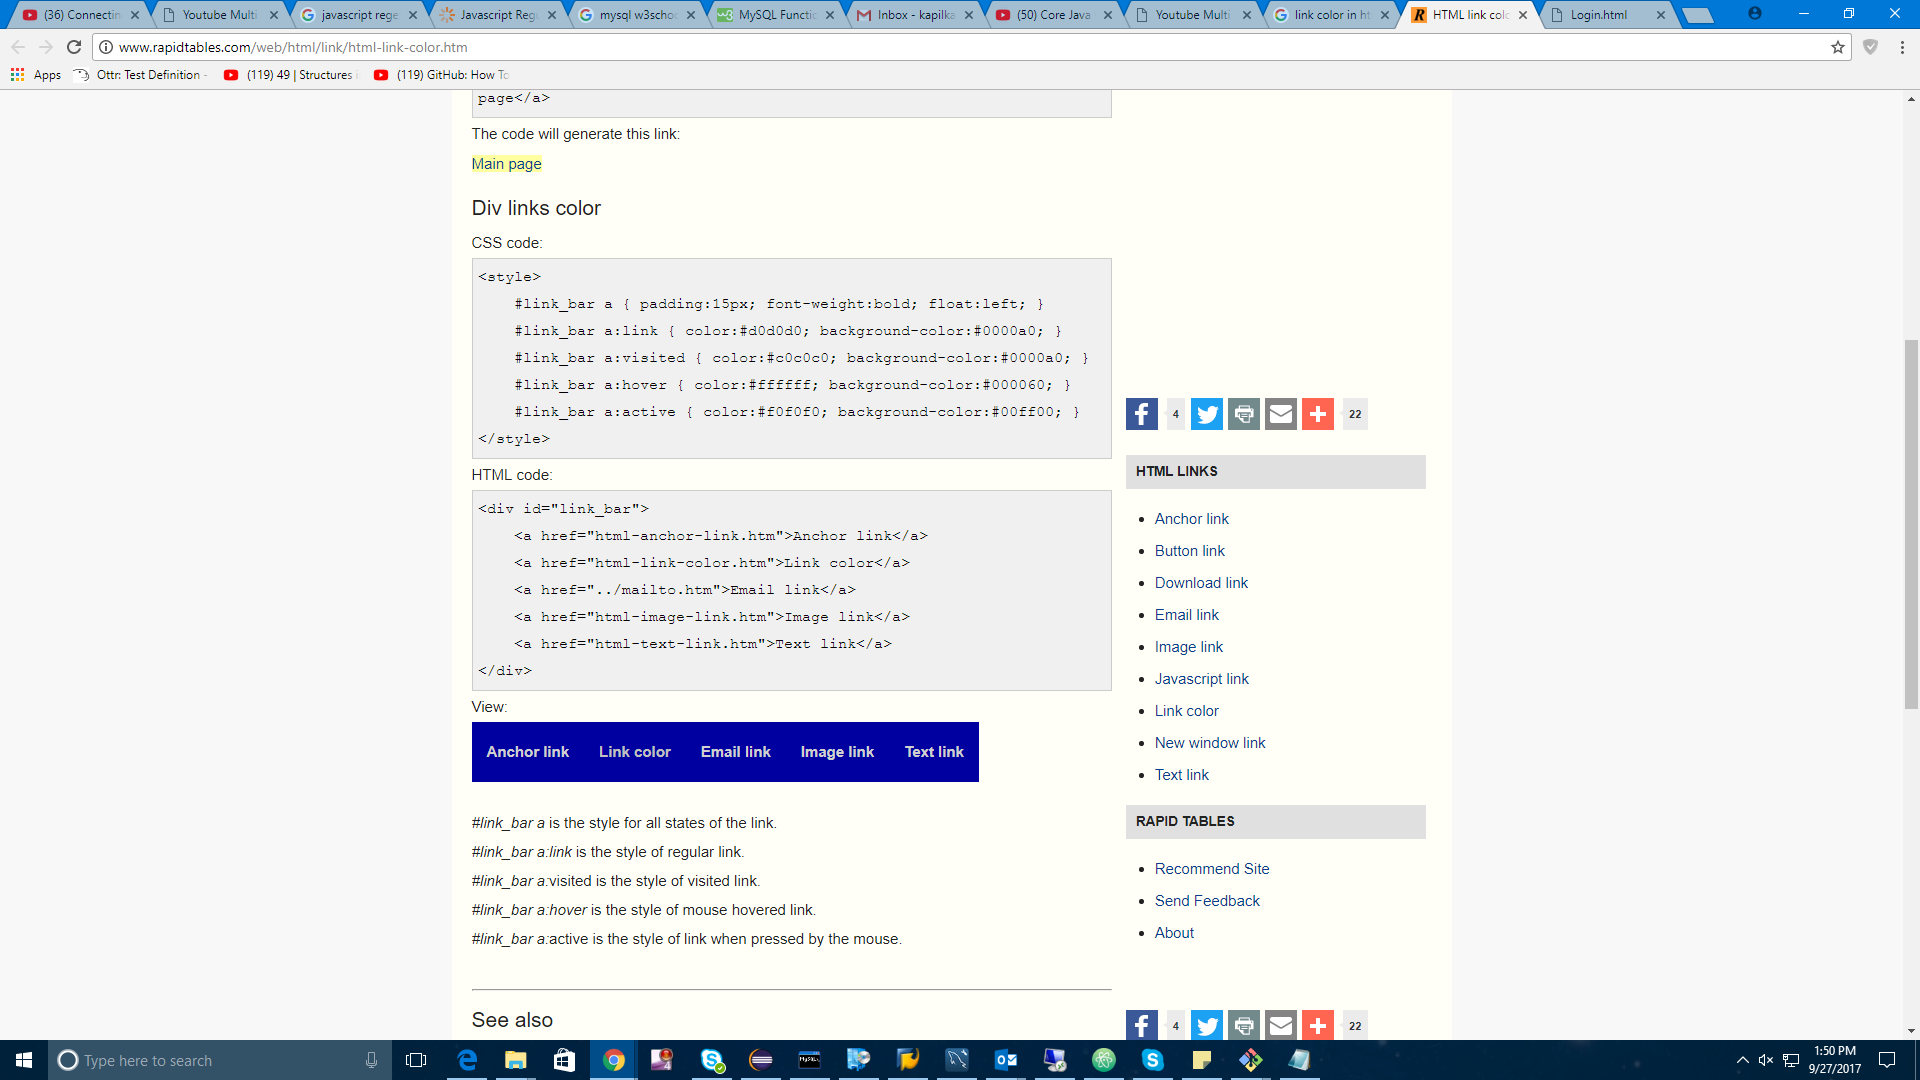 (36) Connectin
Youtube Multi
javascript rege
Javascript Reg
mysql w3scho
MySQL Functio
Inbox - kapilka
(50) Core Java
Youtube Multi
link color in ht
HTML link colo
Login.html
www.rapidtables.com/web/html/link/html-link-color.htm
Apps
Ottr: Test Definition -
(119) 49 | Structures i
(119) GitHub: How To
page</a>
The code will generate this link:
Main page
Div links color
CSS code:
<style>
#link_bar a { padding:15px; font-weight:bold; float:left; }
#link_bar a:link { color:#d0d0d0; background-color:#0000a0; }
#link_bar a:visited { color:#c0c0c0; background-color:#0000a0; }
#link_bar a:hover { color:#ffffff; background-color:#000060; }
#link_bar a:active { color:#f0f0f0; background-color:#00ff00; }
</style>
HTML code:
<div id="link_bar">
<a href="html-anchor-link.htm">Anchor link</a>
<a href="html-link-color.htm">Link color</a>
<a href="../mailto.htm">Email link</a>
<a href="html-image-link.htm">Image link</a>
<a href="html-text-link.htm">Text link</a>
</div>
View:
Anchor link Link color Email link Image link Text link
#link_bar a is the style for all states of the link.
#link_bar a:link is the style of regular link.
#link_bar a:visited is the style of visited link.
#link_bar a:hover is the style of mouse hovered link.
#link_bar a:active is the style of link when pressed by the mouse.
See also
4 22
HTML LINKS
Anchor link
Button link
Download link
Email link
Image link
Javascript link
Link color
New window link
Text link
RAPID TABLES
Recommend Site
Send Feedback
About
4 22
Type here to search
1:50 PM
9/27/2017